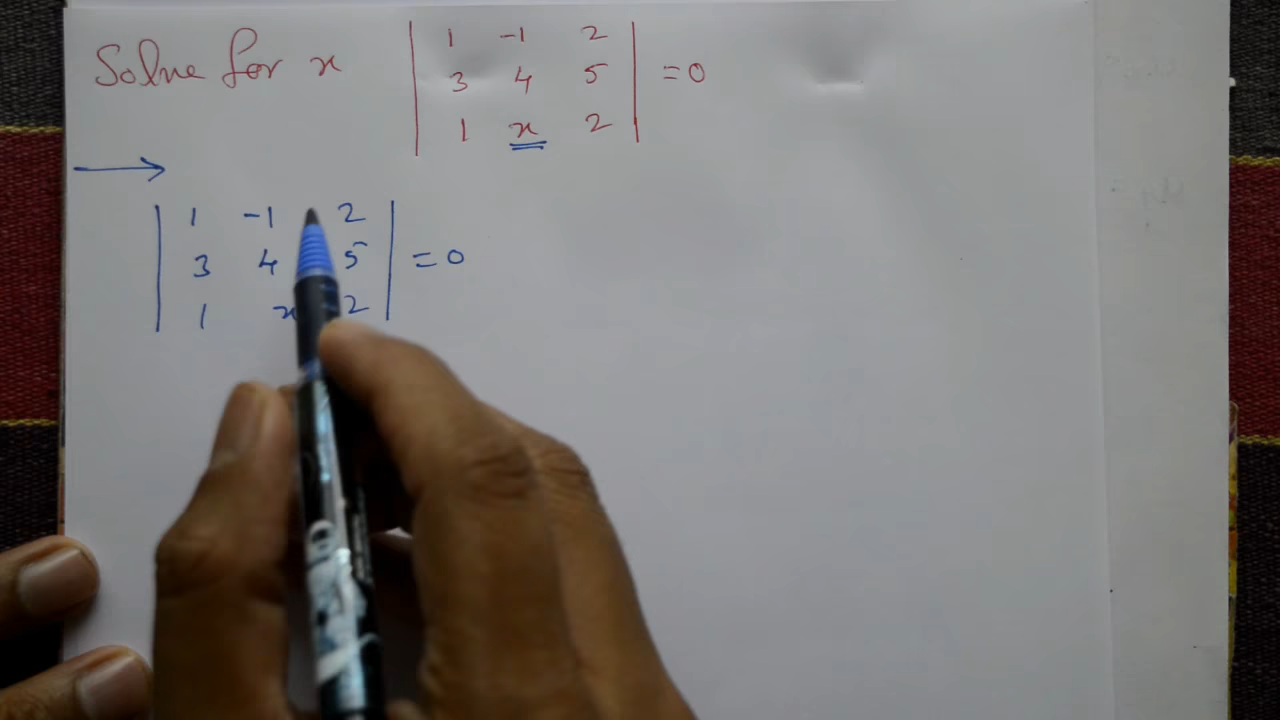 Solve for x | 1 -1 2 |
| 3 4 5 | = 0
| 1 x 2 |
| 1 -1 2 |
| 3 4 5 | = 0
| 1 x 2 |